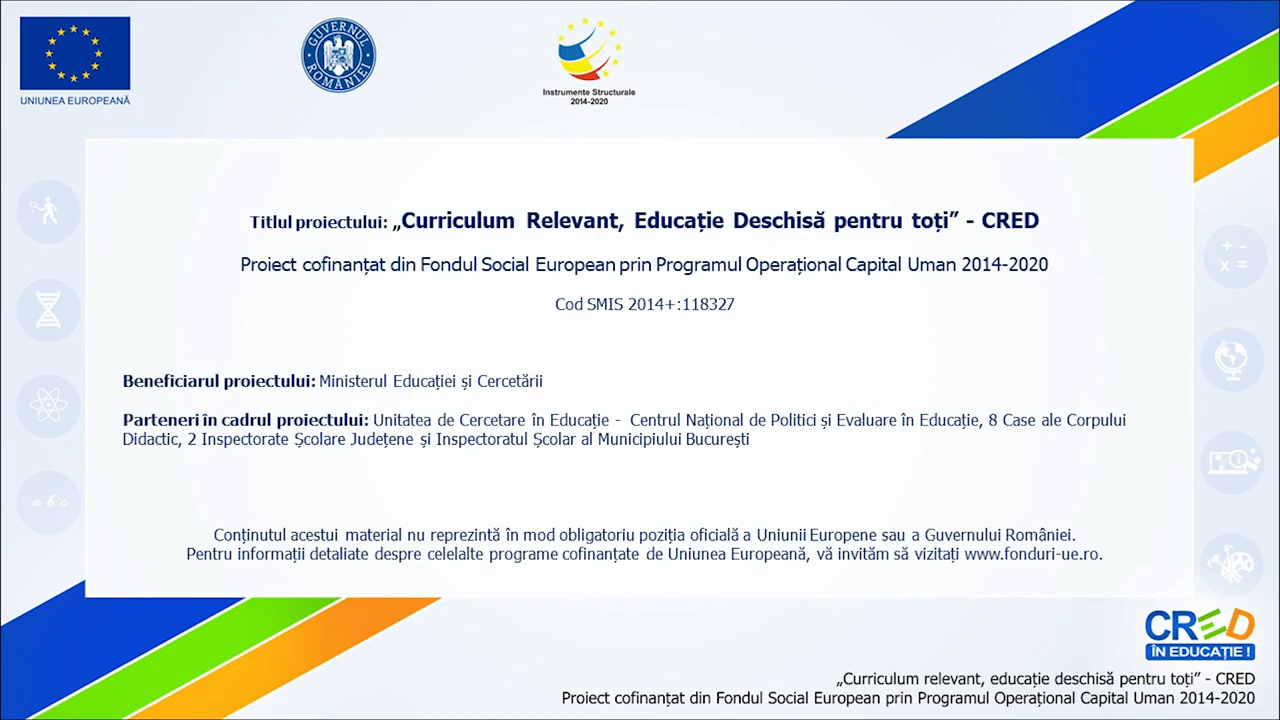 UNIUNEA EUROPEANĂ
GUVERNUL ROMÂNIEI
Instrumente Structurale
2014-2020
Titlul proiectului: „Curriculum Relevant, Educație Deschisă pentru toți” - CRED
Proiect cofinanțat din Fondul Social European prin Programul Operațional Capital Uman 2014-2020
Cod SMIS 2014+:118327
Beneficiarul proiectului: Ministerul Educației și Cercetării
Parteneri în cadrul proiectului: Unitatea de Cercetare în Educație - Centrul Național de Politici și Evaluare în Educație, 8 Case ale Corpului
Didactic, 2 Inspectorate Școlare Județene și Inspectoratul Școlar al Municipiului București
+ -
x =
a b c
Conținutul acestui material nu reprezintă în mod obligatoriu poziția oficială a Uniunii Europene sau a Guvernului României.
Pentru informații detaliate despre celelalte programe cofinanțate de Uniunea Europeană, vă invităm să vizitați www.fonduri-ue.ro.
CRED
ÎN EDUCAȚIE !
„Curriculum relevant, educație deschisă pentru toți” - CRED
Proiect cofinanțat din Fondul Social European prin Programul Operațional Capital Uman 2014-2020